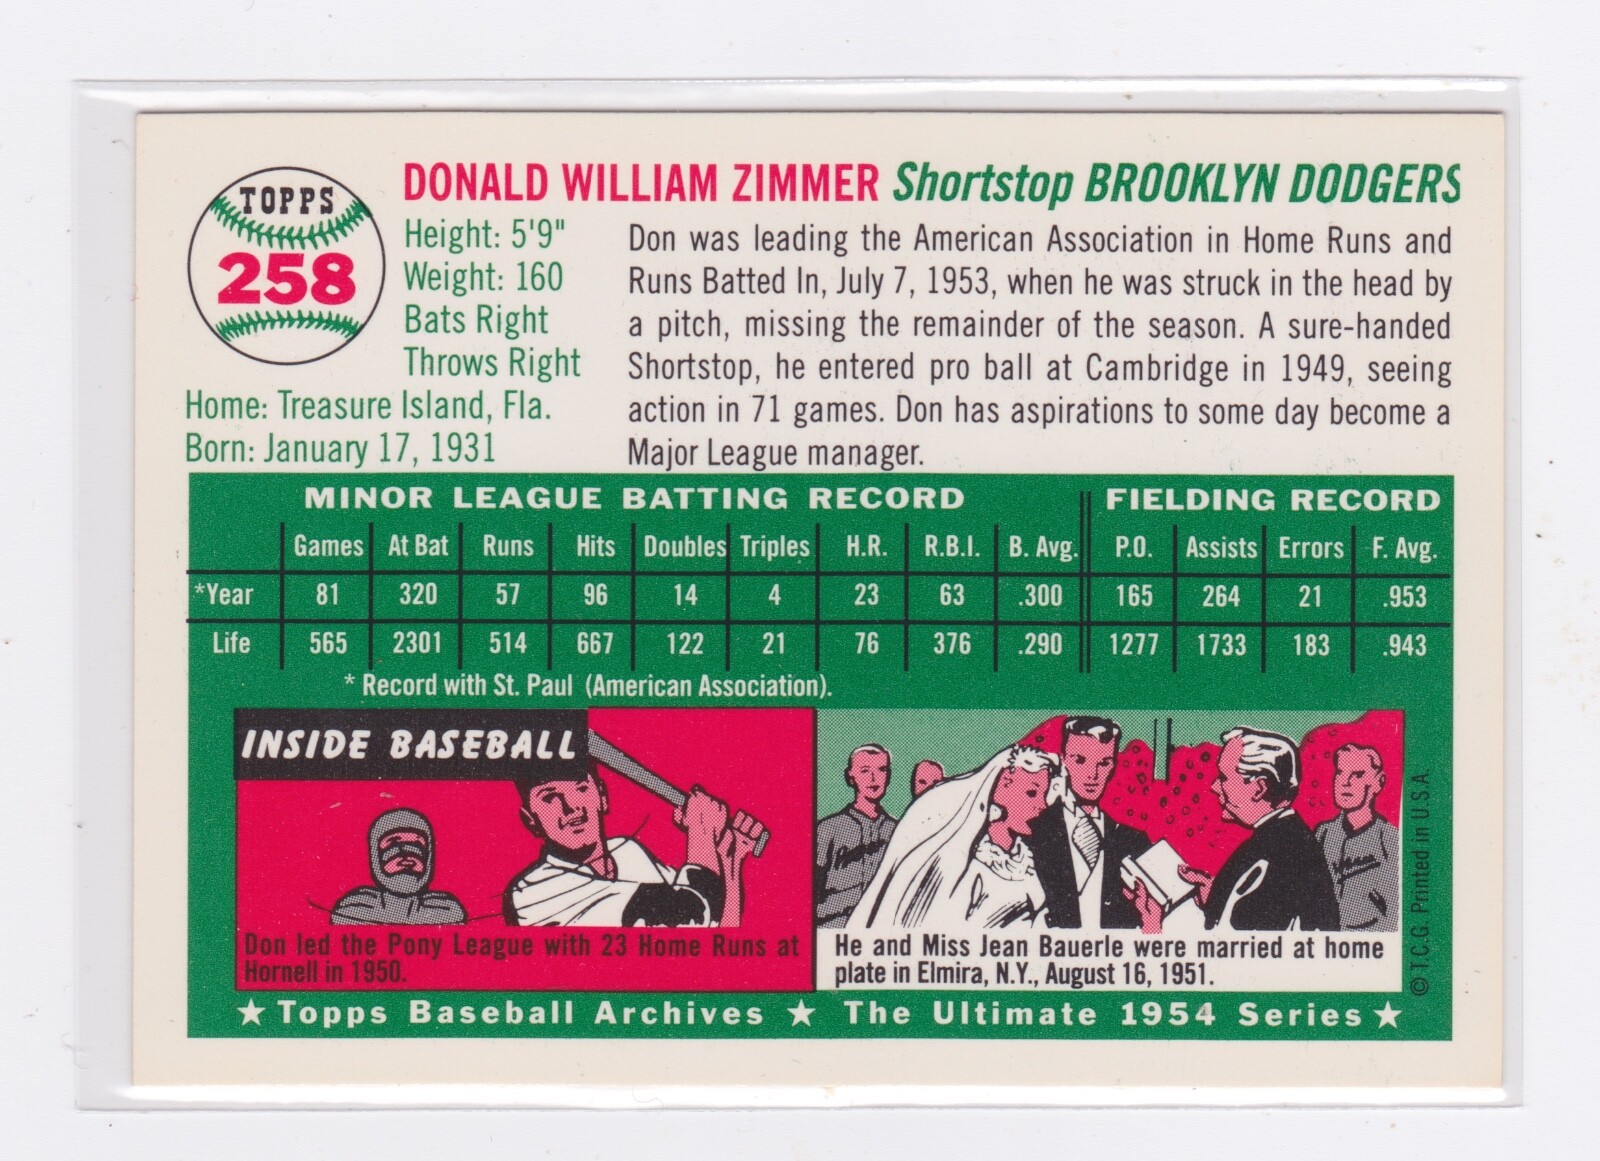 TOPPS
258
DONALD WILLIAM ZIMMER Shortstop BROOKLYN DODGERS
Height: 5'9"
Weight: 160
Bats Right
Throws Right
Home: Treasure Island, Fla.
Born: January 17, 1931
Don was leading the American Association in Home Runs and
Runs Batted In, July 7, 1953, when he was struck in the head by
a pitch, missing the remainder of the season. A sure-handed
Shortstop, he entered pro ball at Cambridge in 1949, seeing
action in 71 games. Don has aspirations to some day become a
Major League manager.
MINOR LEAGUE BATTING RECORD FIELDING RECORD
Games At Bat Runs Hits Doubles Triples H.R. R.B.I. B. Avg. P.O. Assists Errors F. Avg.
*Year 81 320 57 96 14 4 23 63 .300 165 264 21 .953
Life 565 2301 514 667 122 21 76 376 .290 1277 1733 183 .943
* Record with St. Paul (American Association).
INSIDE BASEBALL
Don led the Pony League with 23 Home Runs at
Hornell in 1950.
He and Miss Jean Bauerle were married at home
plate in Elmira, N.Y., August 16, 1951.
©T.C.G. Printed in U.S.A.
★ Topps Baseball Archives ★ The Ultimate 1954 Series ★